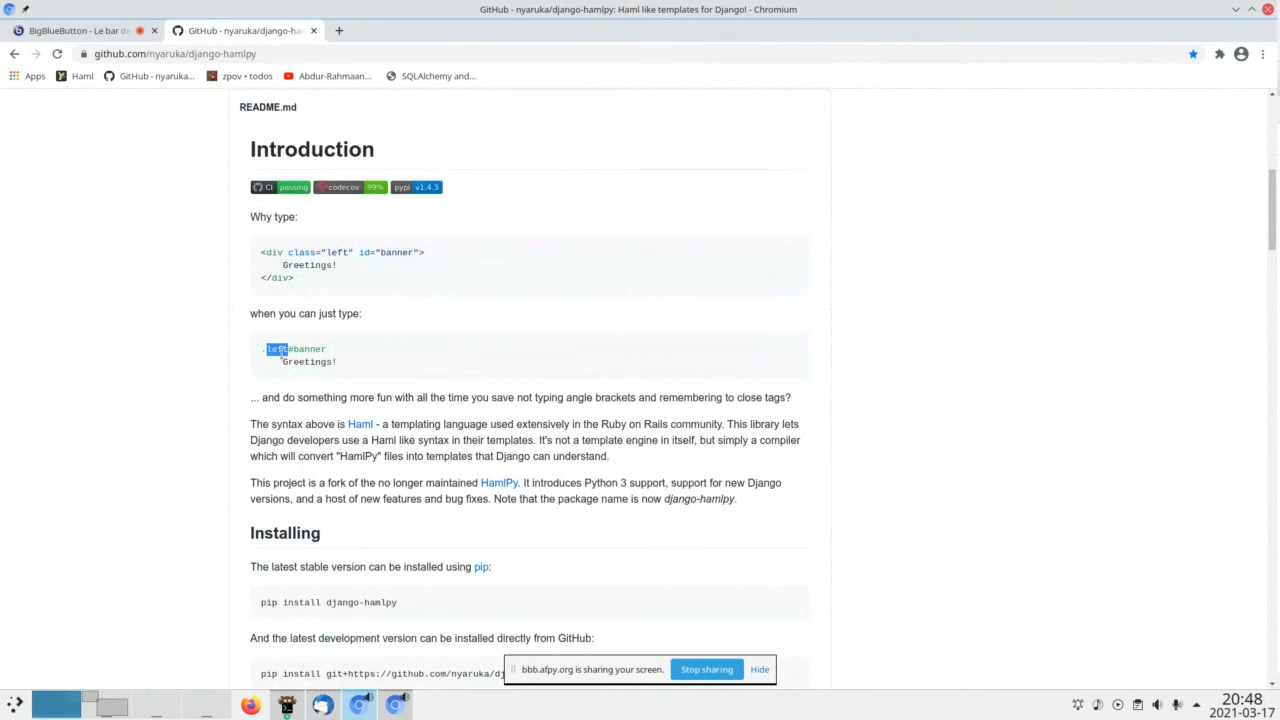 GitHub - nyaruka/django-hamlpy: Haml like templates for Django! - Chromium
BigBlueButton - Le bar de
GitHub - nyaruka/django-ham
github.com/nyaruka/django-hamlpy
Apps
Haml
GitHub - nyaruka...
zpov • todos
Abdur-Rahmaan...
SQLAlchemy and...
README.md
Introduction
CI passing
codecov 99%
pypi v1.4.3
Why type:
<div class="left" id="banner">
Greetings!
</div>
when you can just type:
.left#banner
Greetings!
... and do something more fun with all the time you save not typing angle brackets and remembering to close tags?
The syntax above is Haml - a templating language used extensively in the Ruby on Rails community. This library lets
Django developers use a Haml like syntax in their templates. It's not a template engine in itself, but simply a compiler
which will convert "HamlPy" files into templates that Django can understand.
This project is a fork of the no longer maintained HamlPy. It introduces Python 3 support, support for new Django
versions, and a host of new features and bug fixes. Note that the package name is now django-hamlpy.
Installing
The latest stable version can be installed using pip:
pip install django-hamlpy
And the latest development version can be installed directly from GitHub:
pip install git+https://github.com/nyaruka/dj
bbb.afpy.org is sharing your screen.
Stop sharing
Hide
20:48
2021-03-17